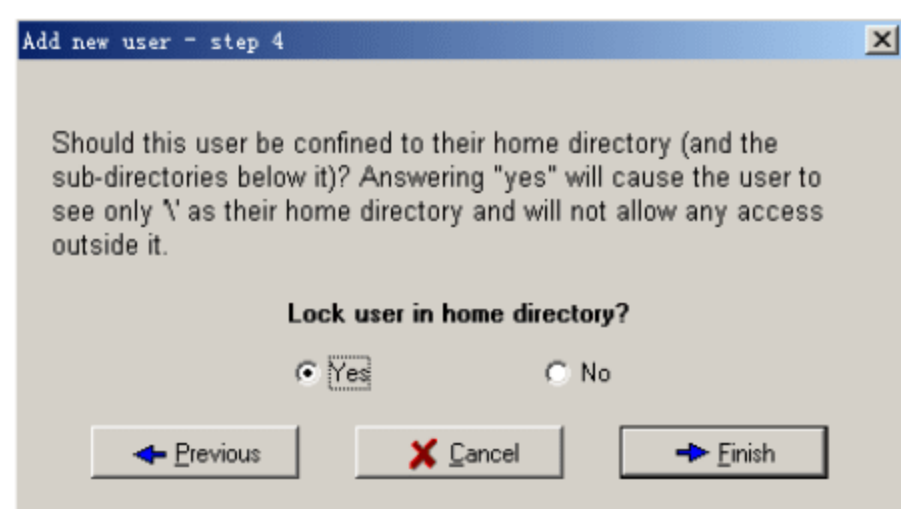 Add new user - step 4
Should this user be confined to their home directory (and the
sub-directories below it)? Answering "yes" will cause the user to
see only '\' as their home directory and will not allow any access
outside it.
Lock user in home directory?
Yes No
Previous Cancel Finish